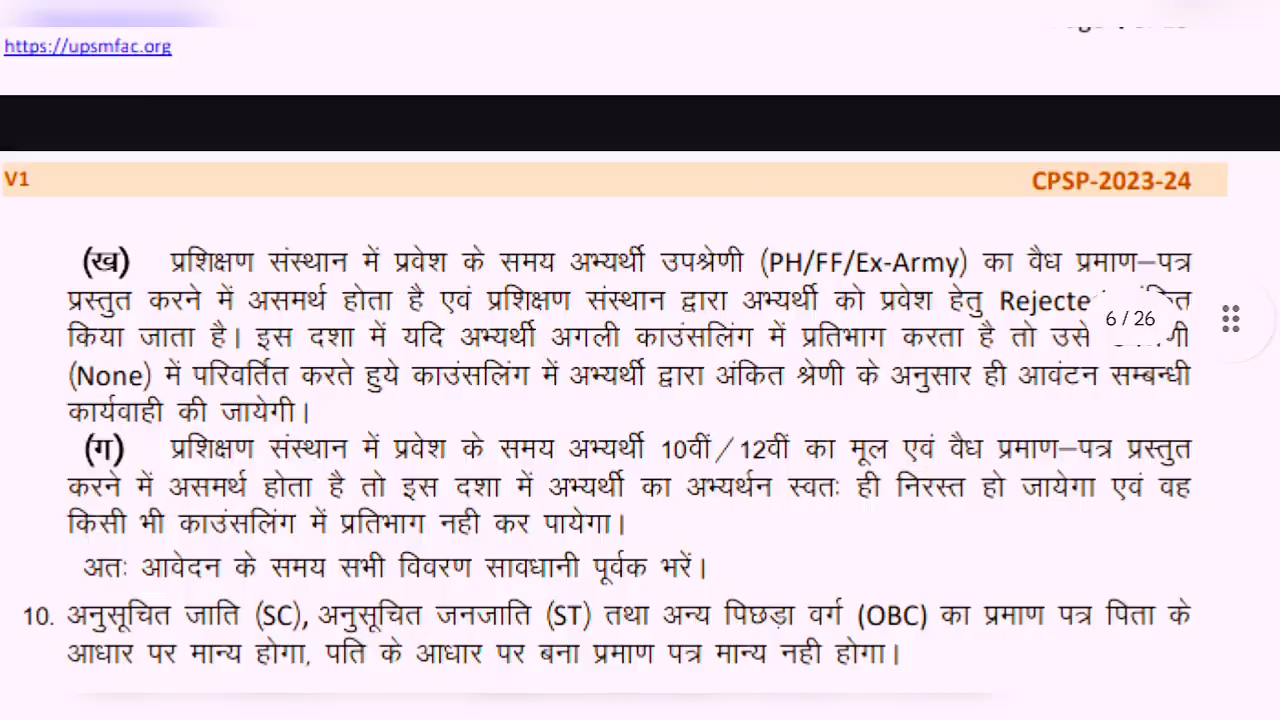 https://upsmfac.org
V1 CPSP-2023-24
(ख) प्रशिक्षण संस्थान में प्रवेश के समय अभ्यर्थी उपश्रेणी (PH/FF/Ex-Army) का वैध प्रमाण–पत्र
प्रस्तुत करने में असमर्थ होता है एवं प्रशिक्षण संस्थान द्वारा अभ्यर्थी को प्रवेश हेतु
6 / 26
किया जाता है। इस दशा में यदि अभ्यर्थी अगली काउंसलिंग में प्रतिभाग करता है तो उसे
(None) में परिवर्तित करते हुये काउंसलिंग में अभ्यर्थी द्वारा अंकित श्रेणी के अनुसार ही आवंटन सम्बन्धी
कार्यवाही की जायेगी।
(ग) प्रशिक्षण संस्थान में प्रवेश के समय अभ्यर्थी 10वीं/12वीं का मूल एवं वैध प्रमाण–पत्र प्रस्तुत
करने में असमर्थ होता है तो इस दशा में अभ्यर्थी का अभ्यर्थन स्वतः ही निरस्त हो जायेगा एवं वह
किसी भी काउंसलिंग में प्रतिभाग नही कर पायेगा।
अतः आवेदन के समय सभी विवरण सावधानी पूर्वक भरें।
10. अनुसूचित जाति (SC), अनुसूचित जनजाति (ST) तथा अन्य पिछड़ा वर्ग (OBC) का प्रमाण पत्र पिता के
आधार पर मान्य होगा, पति के आधार पर बना प्रमाण पत्र मान्य नही होगा।